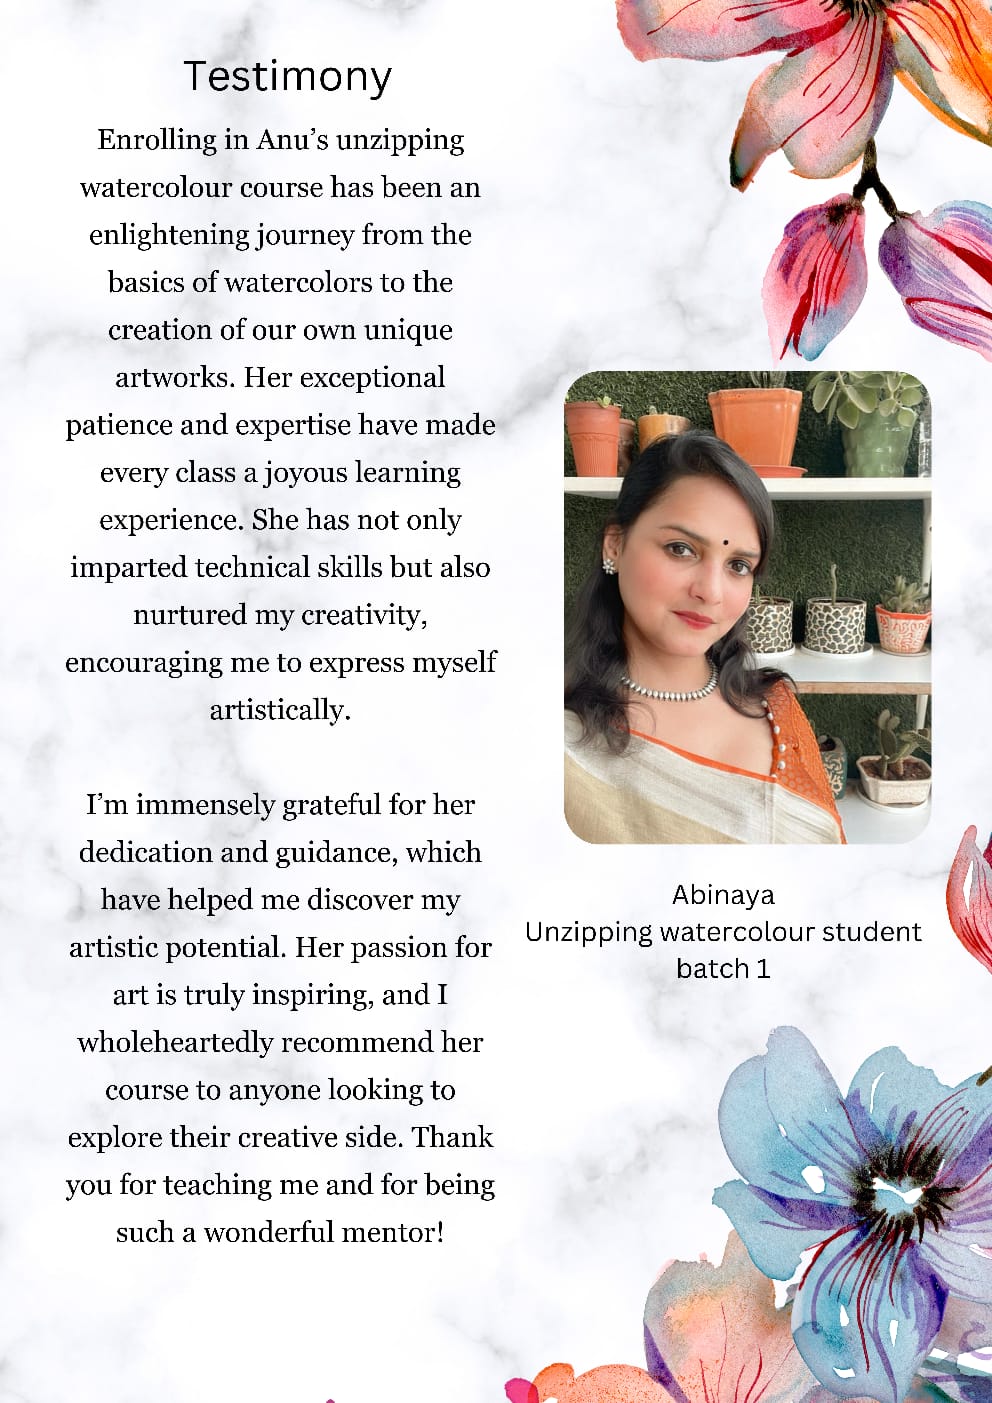 Testimony
Enrolling in Anu’s unzipping
watercolour course has been an
enlightening journey from the
basics of watercolors to the
creation of our own unique
artworks. Her exceptional
patience and expertise have made
every class a joyous learning
experience. She has not only
imparted technical skills but also
nurtured my creativity,
encouraging me to express myself
artistically.
I’m immensely grateful for her
dedication and guidance, which
have helped me discover my
artistic potential. Her passion for
art is truly inspiring, and I
wholeheartedly recommend her
course to anyone looking to
explore their creative side. Thank
you for teaching me and for being
such a wonderful mentor!
Abinaya
Unzipping watercolour student
batch 1